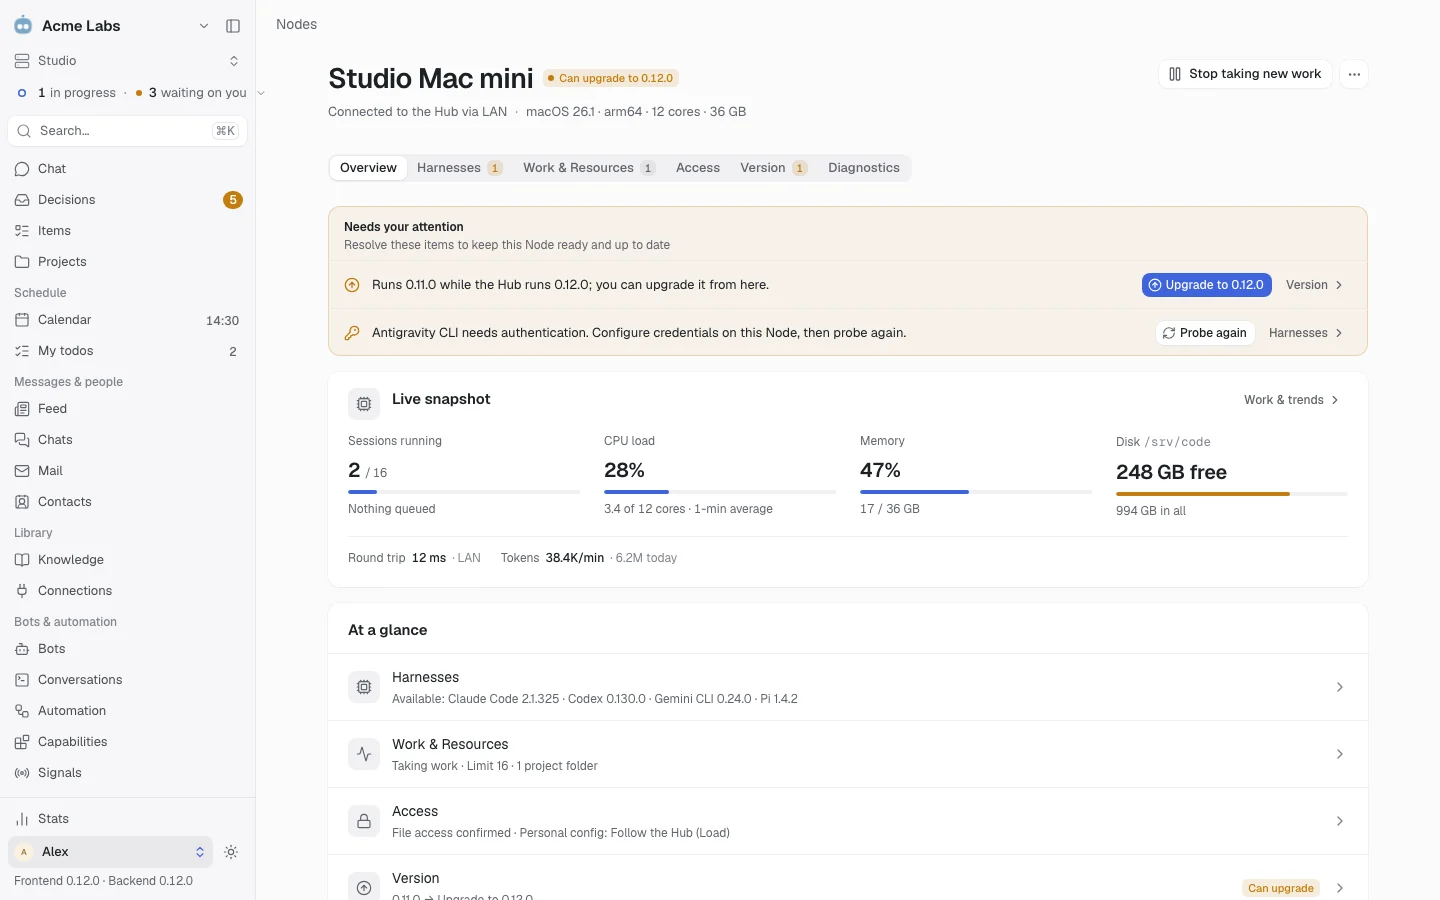 Acme Labs
Studio
1 in progress · 3 waiting on you
Search… ⌘K
Chat
Decisions 5
Items
Projects
Schedule
Calendar 14:30
My todos 2
Messages & people
Feed
Chats
Mail
Contacts
Library
Knowledge
Connections
Bots & automation
Bots
Conversations
Automation
Capabilities
Signals
Stats
A Alex
Frontend 0.12.0 · Backend 0.12.0
Nodes
Studio Mac mini Can upgrade to 0.12.0
Stop taking new work
Connected to the Hub via LAN · macOS 26.1 · arm64 · 12 cores · 36 GB
Overview Harnesses 1 Work & Resources 1 Access Version 1 Diagnostics
Needs your attention
Resolve these items to keep this Node ready and up to date
Runs 0.11.0 while the Hub runs 0.12.0; you can upgrade it from here. Upgrade to 0.12.0 Version
Antigravity CLI needs authentication. Configure credentials on this Node, then probe again. Probe again Harnesses
Live snapshot Work & trends
Sessions running CPU load Memory Disk /srv/code
2 / 16 28% 47% 248 GB free
Nothing queued 3.4 of 12 cores · 1-min average 17 / 36 GB 994 GB in all
Round trip 12 ms · LAN Tokens 38.4K/min · 6.2M today
At a glance
Harnesses
Available: Claude Code 2.1.325 · Codex 0.130.0 · Gemini CLI 0.24.0 · Pi 1.4.2
Work & Resources
Taking work · Limit 16 · 1 project folder
Access
File access confirmed · Personal config: Follow the Hub (Load)
Version Can upgrade
0.11.0 → Upgrade to 0.12.0